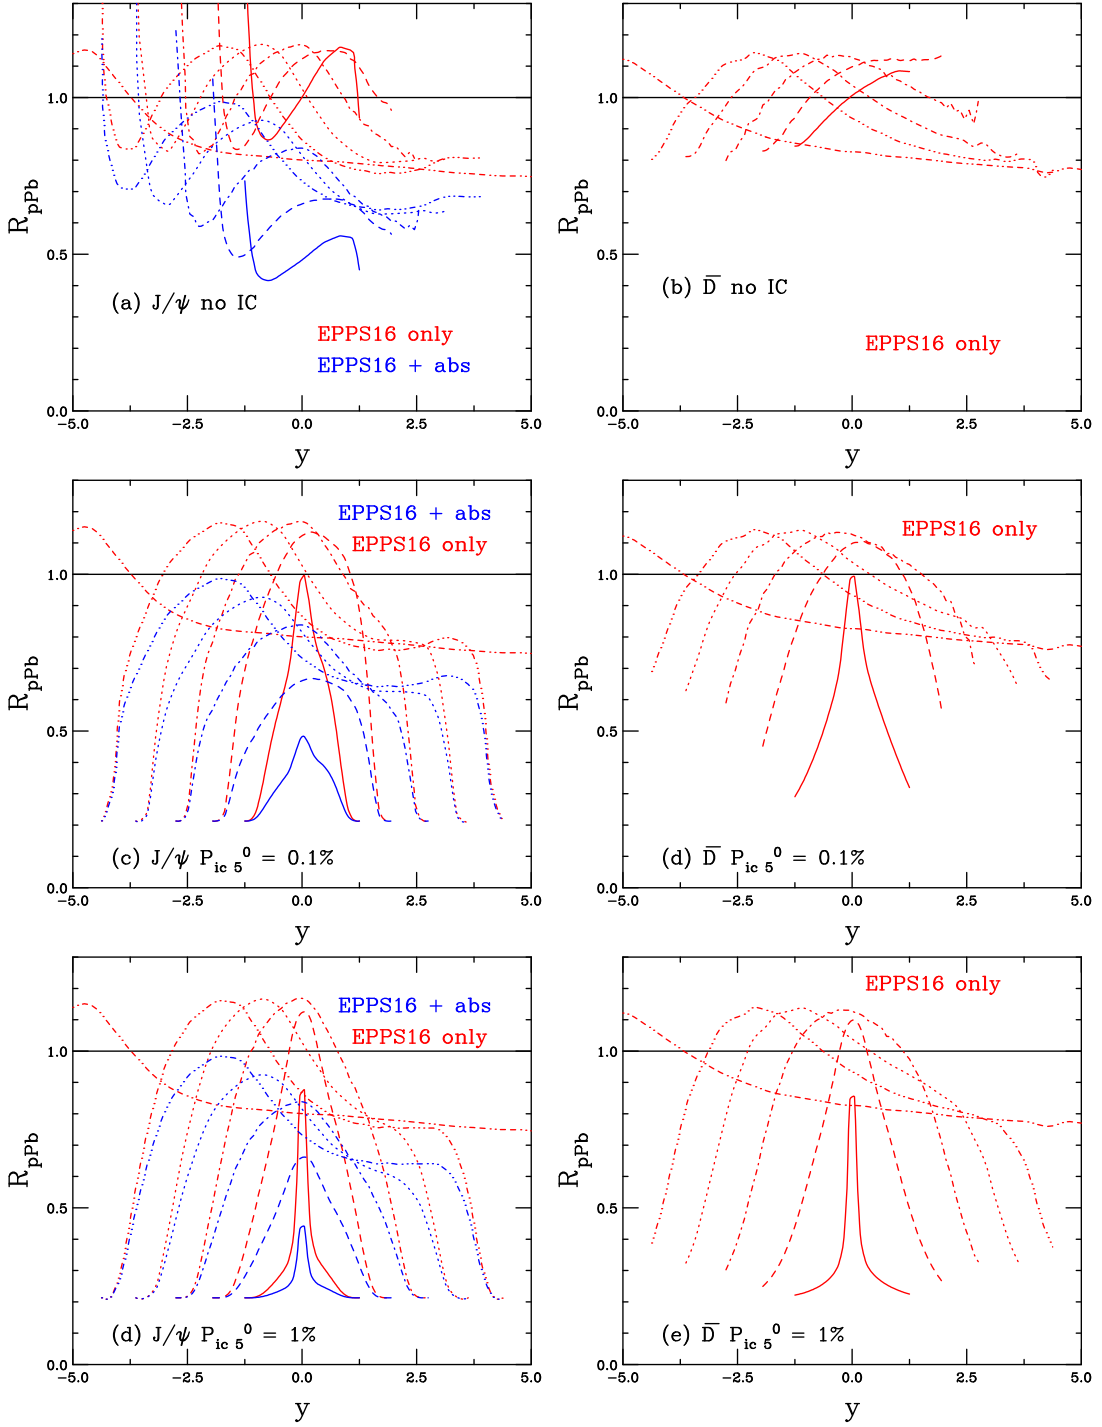 R_pPb
1.0
0.5
0.0
(a) J/ψ no IC
EPPS16 only
EPPS16 + abs
−5.0 −2.5 0.0 2.5 5.0
y
R_pPb
1.0
0.5
0.0
(b) D̅ no IC
EPPS16 only
−5.0 −2.5 0.0 2.5 5.0
y
R_pPb
1.0
0.5
0.0
EPPS16 + abs
EPPS16 only
(c) J/ψ P_ic 5^0 = 0.1%
−5.0 −2.5 0.0 2.5 5.0
y
R_pPb
1.0
0.5
0.0
EPPS16 only
(d) D̅ P_ic 5^0 = 0.1%
−5.0 −2.5 0.0 2.5 5.0
y
R_pPb
1.0
0.5
0.0
EPPS16 + abs
EPPS16 only
(d) J/ψ P_ic 5^0 = 1%
−5.0 −2.5 0.0 2.5 5.0
y
R_pPb
1.0
0.5
0.0
EPPS16 only
(e) D̅ P_ic 5^0 = 1%
−5.0 −2.5 0.0 2.5 5.0
y